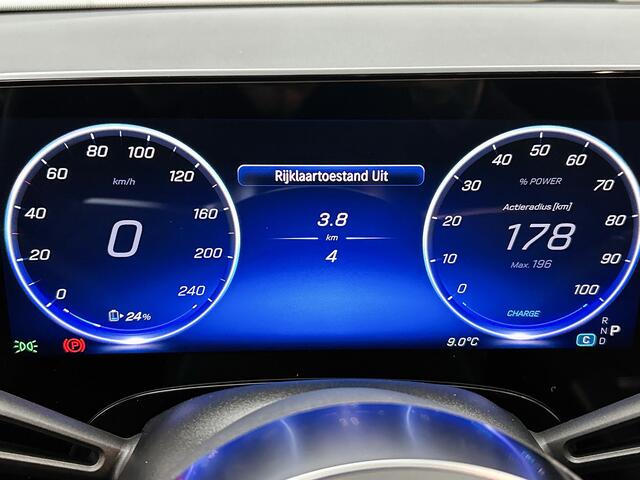 Rijklaartoestand Uit
3.8
km
4
0 20 40 60 80 100 120 160 200 240
km/h
0
24%
0 10 20 30 40 50 60 70 80 90 100
% POWER
Actieradius [km]
178
Max. 196
CHARGE
9.0°C
C
R
N
D
P
P